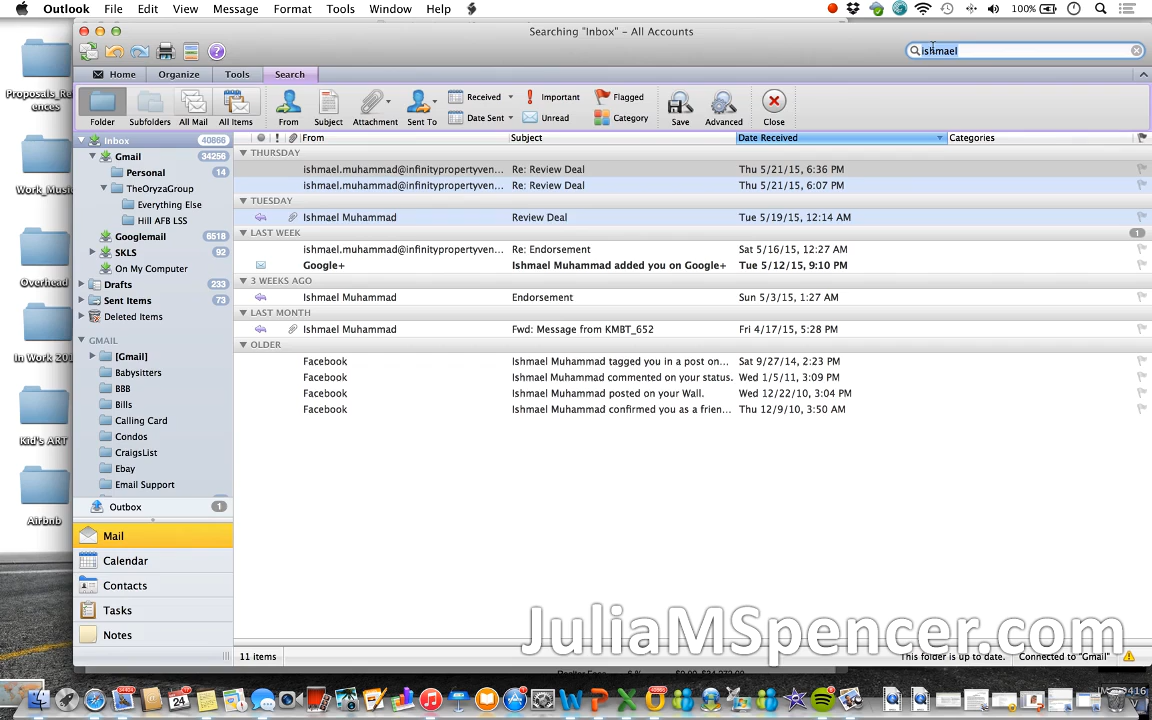 Outlook File Edit View Message Format Tools Window Help 100%
Searching "Inbox" – All Accounts
ishmael
Home Organize Tools Search
Received Important Flagged
Date Sent Unread Category
Folder Subfolders All Mail All Items From Subject Attachment Sent To Save Advanced Close
Inbox 40866
Gmail 34256
Personal 14
TheOryzaGroup
Everything Else
Hill AFB LSS
Googlemail 6518
SKLS 92
On My Computer
Drafts 233
Sent Items 73
Deleted Items
GMAIL
[Gmail]
Babysitters
BBB
Bills
Calling Card
Condos
CraigsList
Ebay
Email Support
Outbox 1
Mail
Calendar
Contacts
Tasks
Notes
From Subject Date Received Categories
THURSDAY
ishmael.muhammad@infinitypropertyven... Re: Review Deal Thu 5/21/15, 6:36 PM
ishmael.muhammad@infinitypropertyven... Re: Review Deal Thu 5/21/15, 6:07 PM
TUESDAY
Ishmael Muhammad Review Deal Tue 5/19/15, 12:14 AM
LAST WEEK 1
ishmael.muhammad@infinitypropertyven... Re: Endorsement Sat 5/16/15, 12:27 AM
Google+ Ishmael Muhammad added you on Google+ Tue 5/12/15, 9:10 PM
3 WEEKS AGO
Ishmael Muhammad Endorsement Sun 5/3/15, 1:27 AM
LAST MONTH
Ishmael Muhammad Fwd: Message from KMBT_652 Fri 4/17/15, 5:28 PM
OLDER
Facebook Ishmael Muhammad tagged you in a post on... Sat 9/27/14, 2:23 PM
Facebook Ishmael Muhammad commented on your status. Wed 1/5/11, 3:09 PM
Facebook Ishmael Muhammad posted on your Wall. Wed 12/22/10, 3:04 PM
Facebook Ishmael Muhammad confirmed you as a frien... Thu 12/9/10, 3:50 AM
11 items This folder is up to date. Connected to "Gmail"
JuliaMSpencer.com
Work_Music
Overhead
In Work 201
Kid's ART
Airbnb